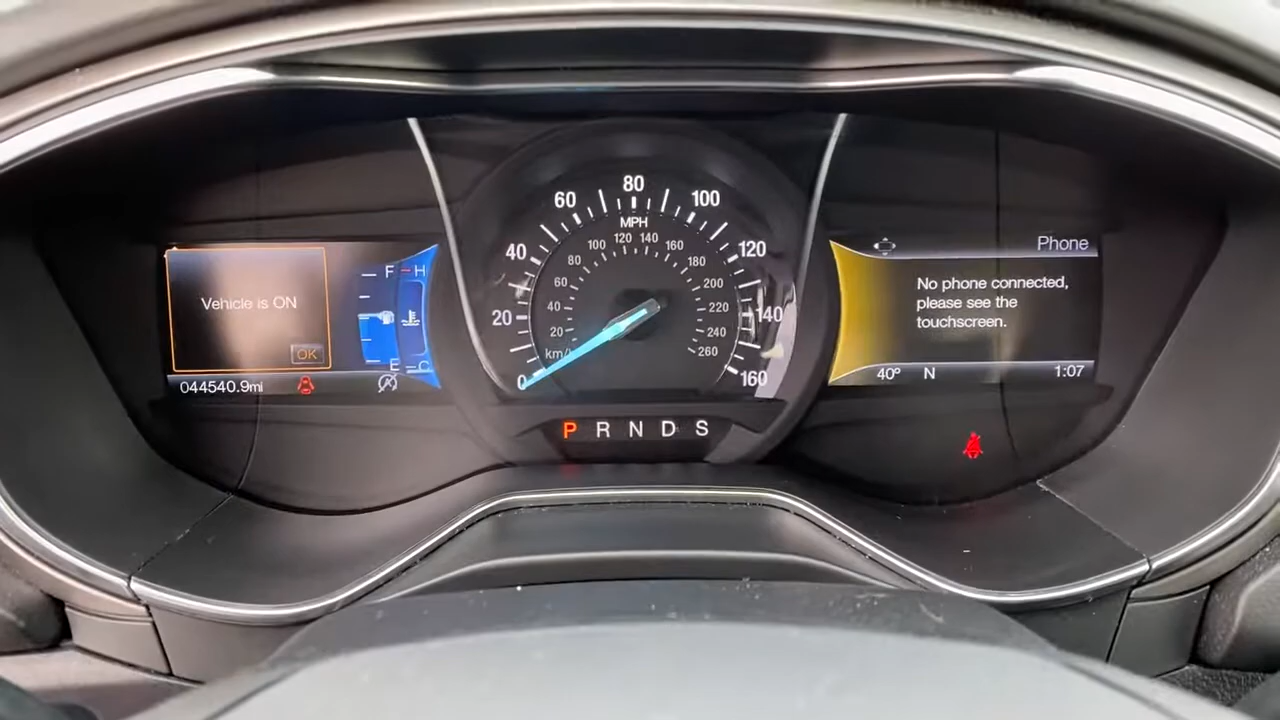 Vehicle is ON
OK
044540.9mi
F
H
E
C
0
20
40
60
80
100
120
140
160
MPH
20
40
60
80
100
120
140
160
180
200
220
240
260
km/
P R N D S
Phone
No phone connected,
please see the
touchscreen.
40° N 1:07